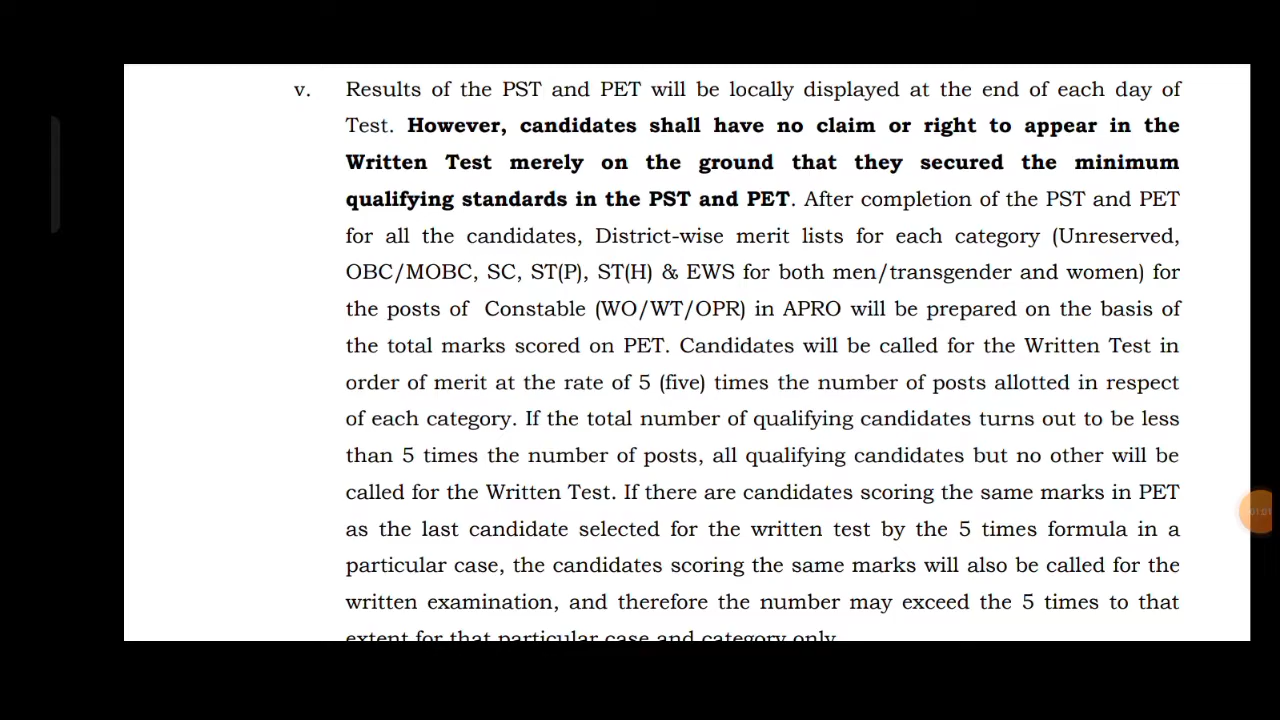 v. Results of the PST and PET will be locally displayed at the end of each day of
Test. However, candidates shall have no claim or right to appear in the
Written Test merely on the ground that they secured the minimum
qualifying standards in the PST and PET. After completion of the PST and PET
for all the candidates, District-wise merit lists for each category (Unreserved,
OBC/MOBC, SC, ST(P), ST(H) & EWS for both men/transgender and women) for
the posts of Constable (WO/WT/OPR) in APRO will be prepared on the basis of
the total marks scored on PET. Candidates will be called for the Written Test in
order of merit at the rate of 5 (five) times the number of posts allotted in respect
of each category. If the total number of qualifying candidates turns out to be less
than 5 times the number of posts, all qualifying candidates but no other will be
called for the Written Test. If there are candidates scoring the same marks in PET
as the last candidate selected for the written test by the 5 times formula in a
particular case, the candidates scoring the same marks will also be called for the
written examination, and therefore the number may exceed the 5 times to that
extent for that particular case and category only.
01:01